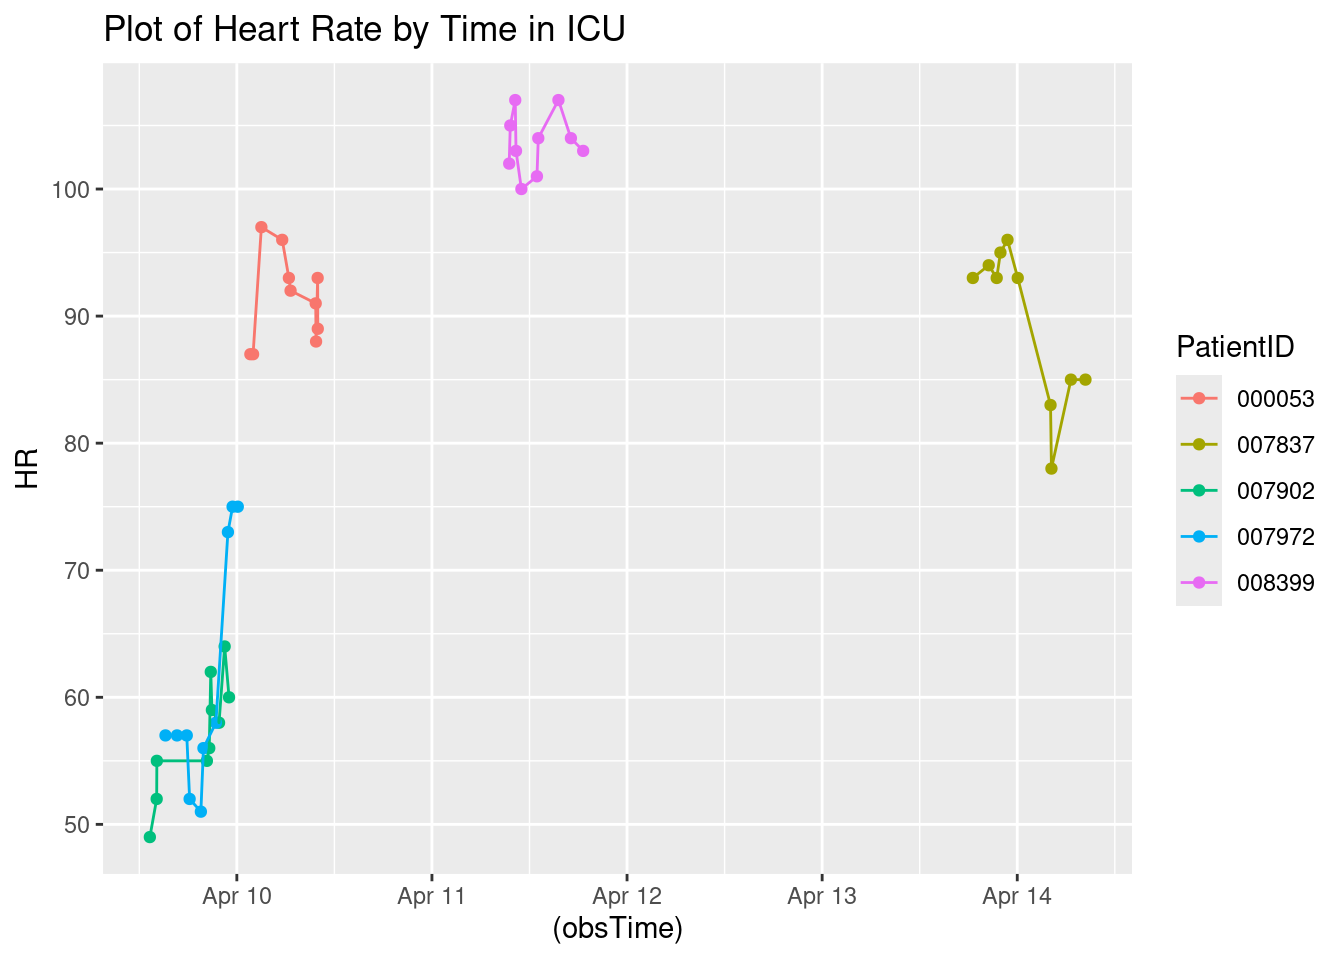 Plot of Heart Rate by Time in ICU
HR
100
90
80
70
60
50
Apr 10
Apr 11
Apr 12
Apr 13
Apr 14
(obsTime)
PatientID
000053
007837
007902
007972
008399